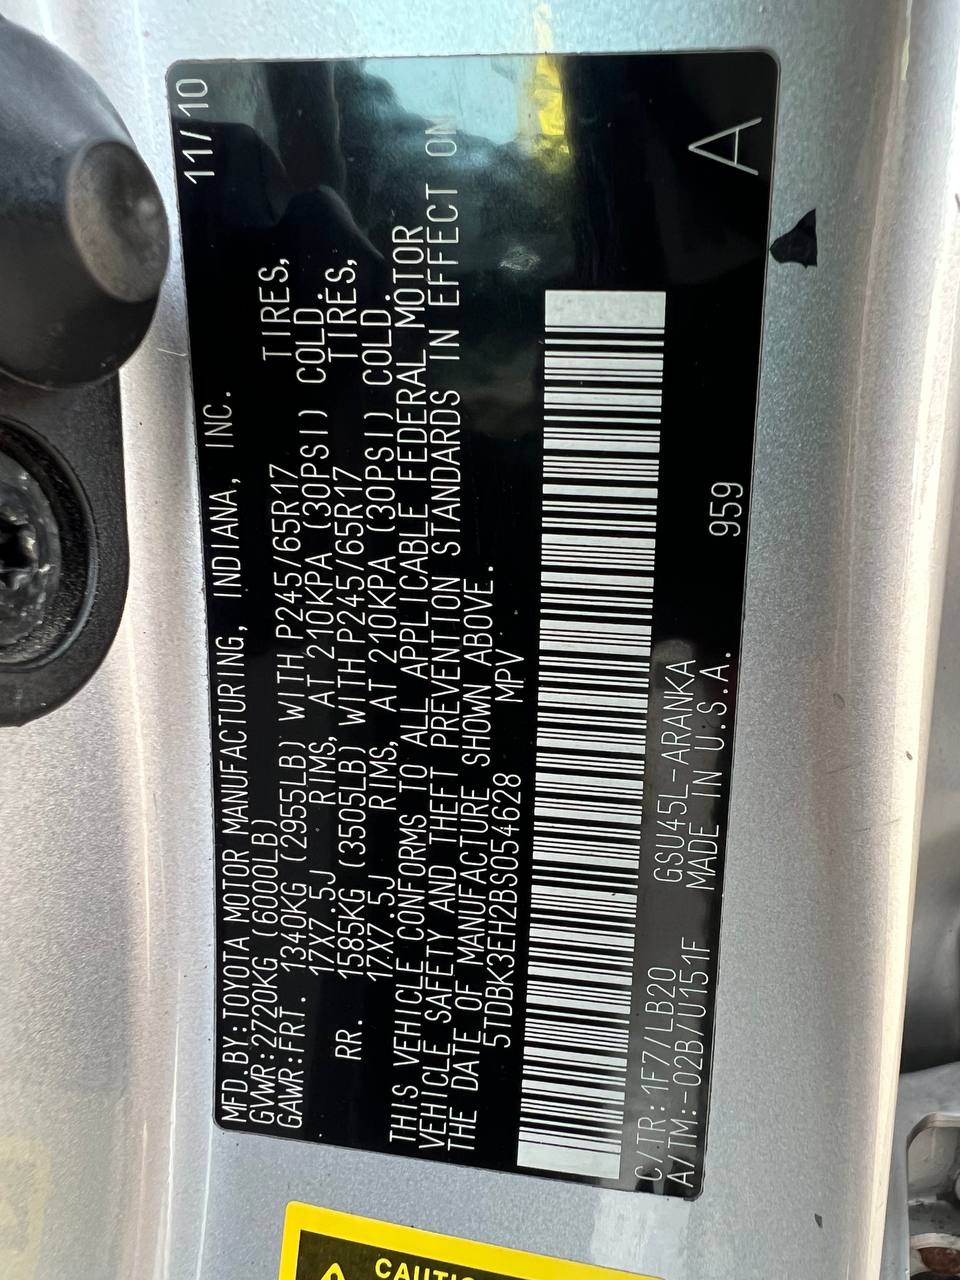 MFD.BY:TOYOTA MOTOR MANUFACTURING, INDIANA, INC. 11/10
GVWR:2720KG (6000LB)
GAWR:FRT. 1340KG (2955LB) WITH P245/65R17 TIRES,
17X7.5J RIMS, AT 210KPA (30PSI) COLD.
RR. 1585KG (3505LB) WITH P245/65R17 TIRES,
17X7.5J RIMS, AT 210KPA (30PSI) COLD.
THIS VEHICLE CONFORMS TO ALL APPLICABLE FEDERAL MOTOR
VEHICLE SAFETY AND THEFT PREVENTION STANDARDS IN EFFECT ON
THE DATE OF MANUFACTURE SHOWN ABOVE.
5TDBK3EH2BS054628 MPV
C/TR:1F7/LB20 GSU45L-ARANKA
A/TM:-02B/U151F MADE IN U.S.A. 959 A